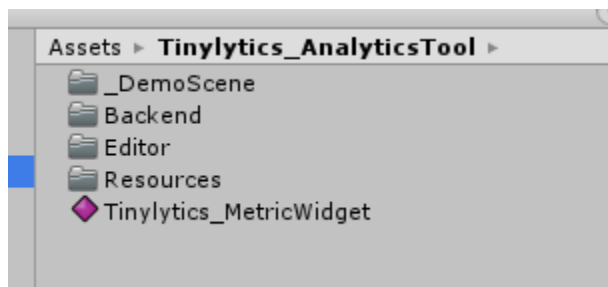 Assets ▸ Tinylytics_AnalyticsTool ▸
_DemoScene
Backend
Editor
Resources
Tinylytics_MetricWidget